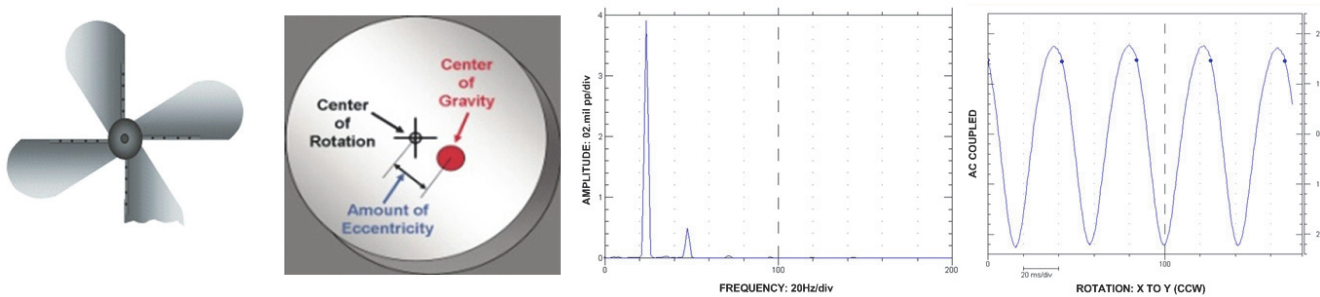 Center
of
Gravity
Center
of
Rotation
Amount of
Eccentricity
AMPLITUDE: 02.mil pp/div
4
3
2
1
0
0
100
200
FREQUENCY: 20Hz/div
AC COUPLED
2
1
0
1
2
0
100
20 ms/div
ROTATION: X TO Y (CCW)